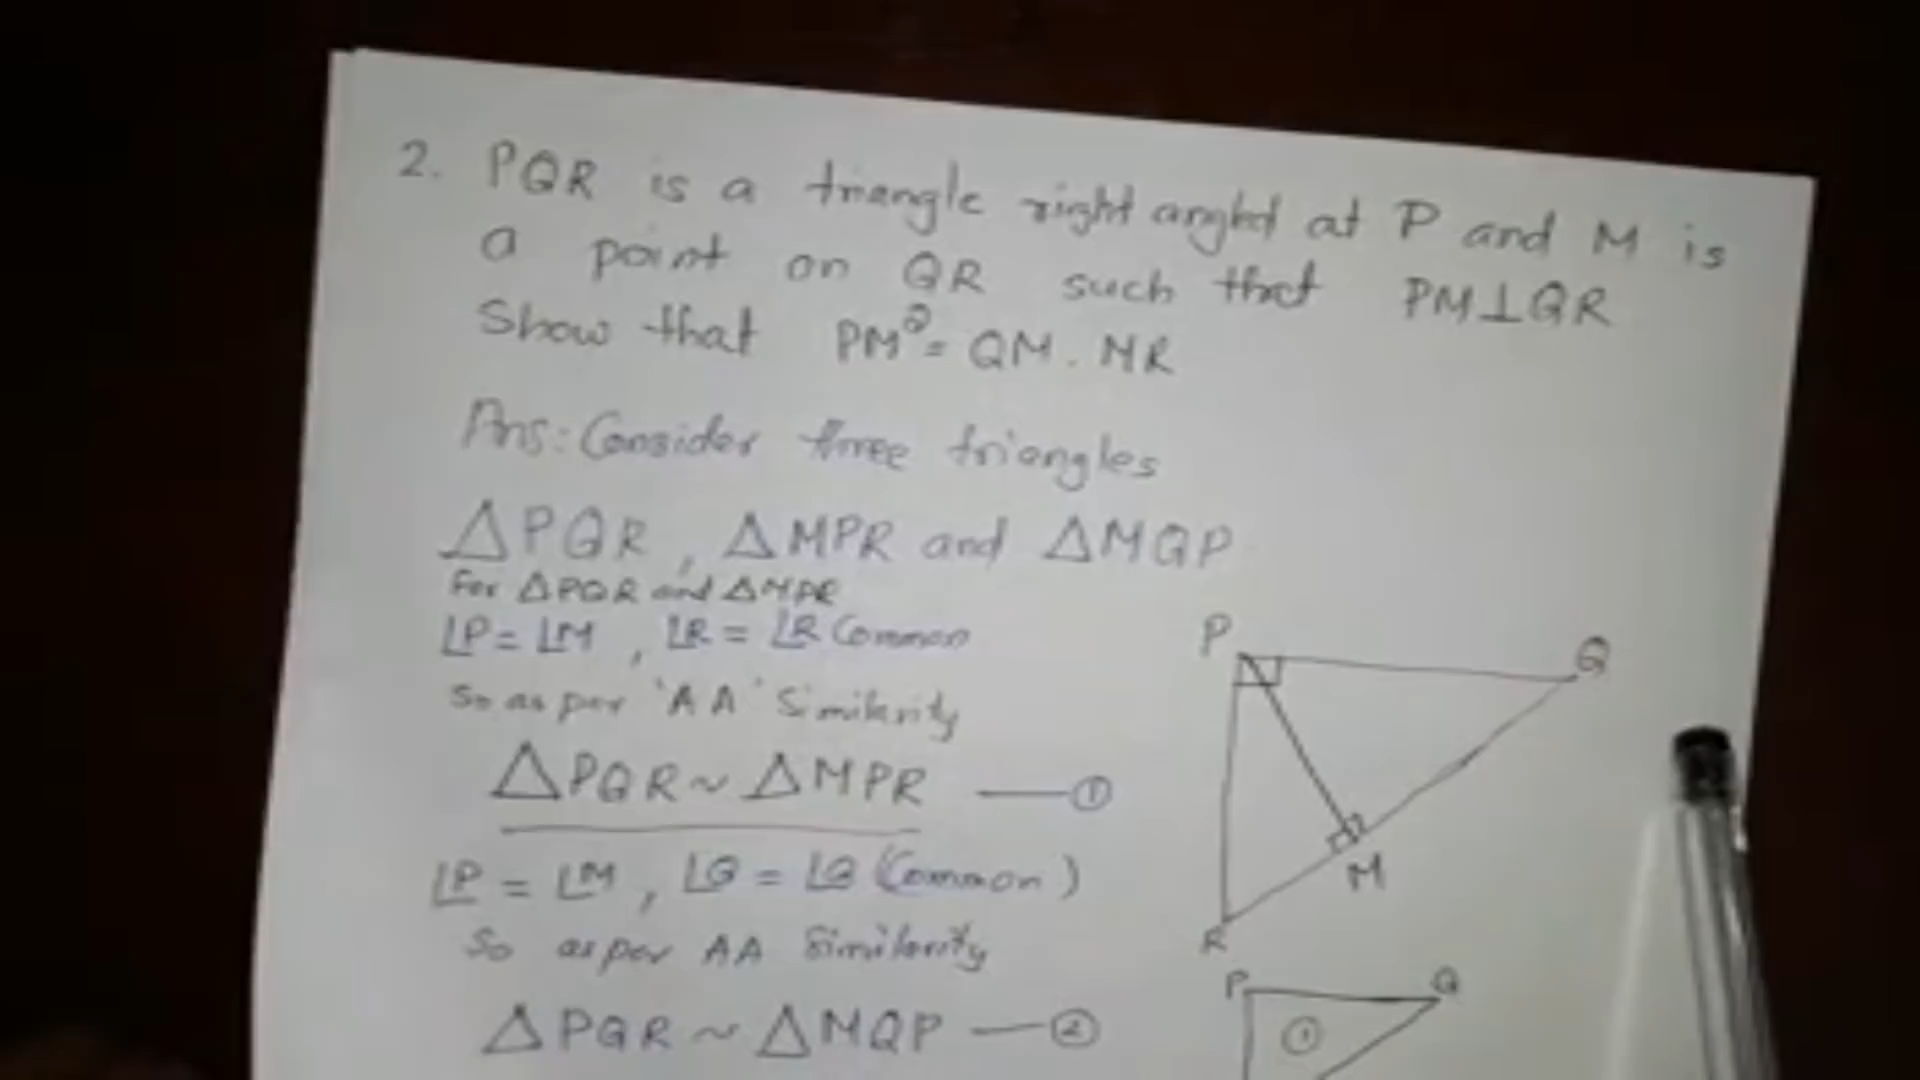 2. PQR is a triangle right angled at P and M is
a point on QR such that PM⊥QR
Show that PM²= QM . MR
Ans: Consider three triangles
△PQR , △MPR and △MQP
For △PQR and △MPR
∠P = ∠M , ∠R = ∠R Common
So as per 'AA' Similarity
△PQR ~ △MPR —— ①
∠P = ∠M , ∠Q = ∠Q (Common)
So as per AA Similarity
△PQR ~ △MQP — ②
P
Q
M
R
P
Q
①